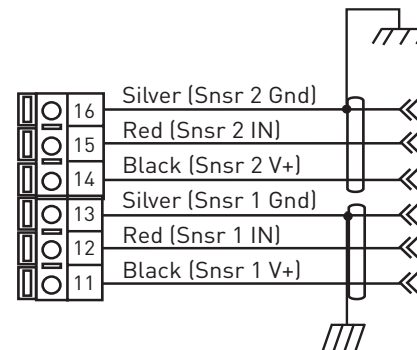 16 Silver (Snsr 2 Gnd)
15 Red (Snsr 2 IN)
14 Black (Snsr 2 V+)
13 Silver (Snsr 1 Gnd)
12 Red (Snsr 1 IN)
11 Black (Snsr 1 V+)